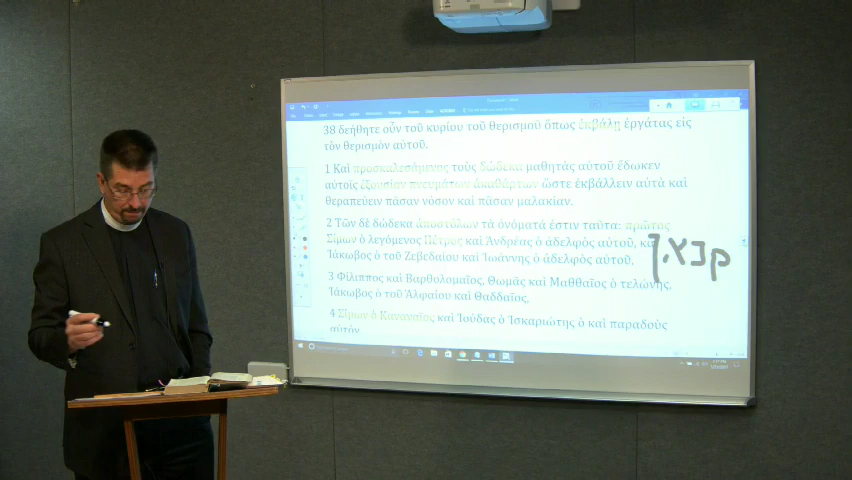 38 δεήθητε οὖν τοῦ κυρίου τοῦ θερισμοῦ ὅπως ἐκβάλῃ ἐργάτας εἰς
τὸν θερισμὸν αὐτοῦ.
1 Καὶ προσκαλεσάμενος τοὺς δώδεκα μαθητὰς αὐτοῦ ἔδωκεν
αὐτοῖς ἐξουσίαν πνευμάτων ἀκαθάρτων ὥστε ἐκβάλλειν αὐτὰ καὶ
θεραπεύειν πᾶσαν νόσον καὶ πᾶσαν μαλακίαν.
2 Τῶν δὲ δώδεκα ἀποστόλων τὰ ὀνόματά ἐστιν ταῦτα· πρῶτος
Σίμων ὁ λεγόμενος Πέτρος καὶ Ἀνδρέας ὁ ἀδελφὸς αὐτοῦ, κα
Ἰάκωβος ὁ τοῦ Ζεβεδαίου καὶ Ἰωάννης ὁ ἀδελφὸς αὐτοῦ,
3 Φίλιππος καὶ Βαρθολομαῖος, Θωμᾶς καὶ Μαθθαῖος ὁ τελώνης,
Ἰάκωβος ὁ τοῦ Ἁλφαίου καὶ Θαδδαῖος,
4 Σίμων ὁ Καναναῖος καὶ Ἰούδας ὁ Ἰσκαριώτης ὁ καὶ παραδοὺς
αὐτόν